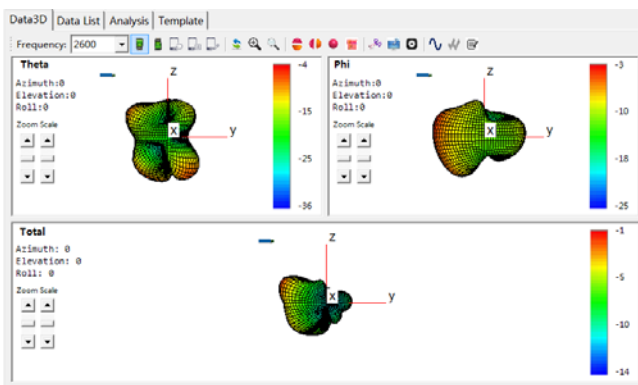 Data3D Data List Analysis Template
Frequency: 2600
Theta
Azimuth:0
Elevation:0
Roll:0
Zoom Scale
z
x
y
-4
-15
-25
-36
Phi
Azimuth:0
Elevation:0
Roll:0
Zoom Scale
z
x
y
-3
-10
-18
-25
Total
Azimuth: 0
Elevation: 0
Roll: 0
Zoom Scale
z
x
y
-1
-5
-10
-14